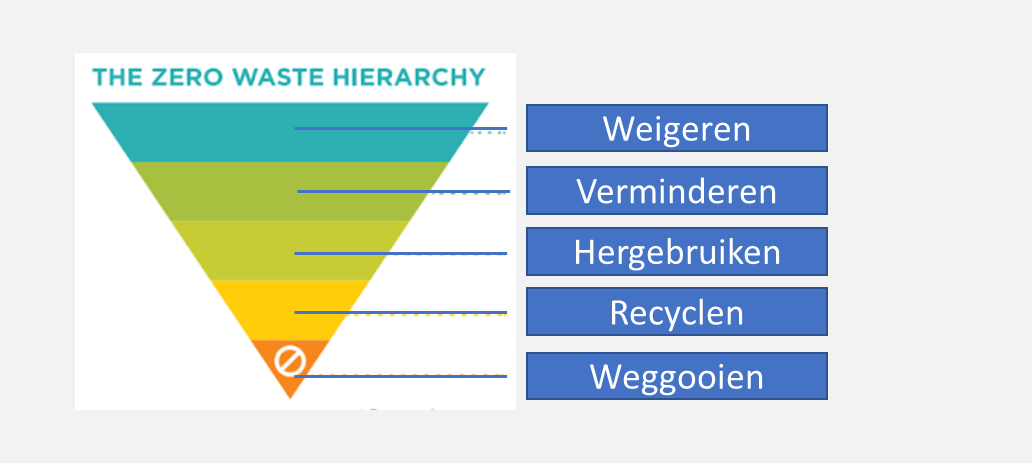 THE ZERO WASTE HIERARCHY
Weigeren
Verminderen
Hergebruiken
Recyclen
Weggooien